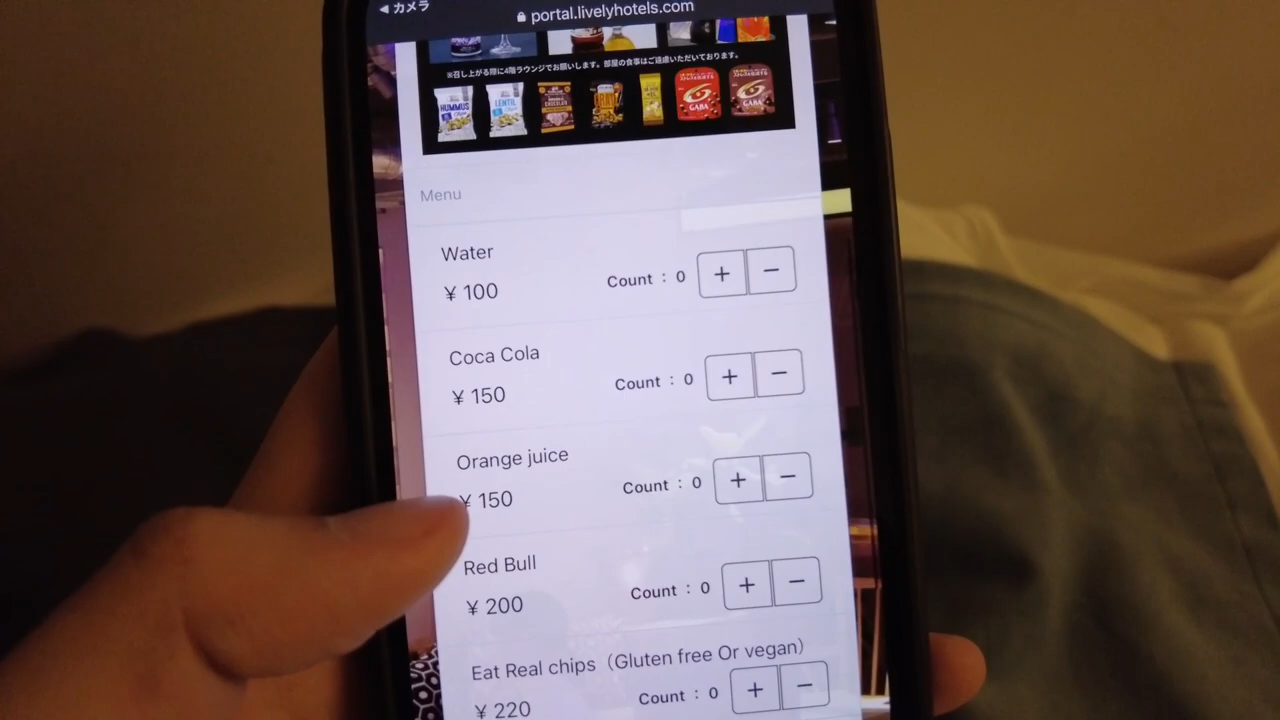 ◀ カメラ
portal.livelyhotels.com
※召し上がる際に4階ラウンジでお願いします。部屋の食事はご遠慮いただいております。
HUMMUS
LENTIL
GABA
GABA
Menu
Water
Count : 0 + −
¥ 100
Coca Cola
Count : 0 + −
¥ 150
Orange juice
Count : 0 + −
¥ 150
Red Bull
Count : 0 + −
¥ 200
Eat Real chips（Gluten free Or vegan）
Count : 0 + −
¥ 220